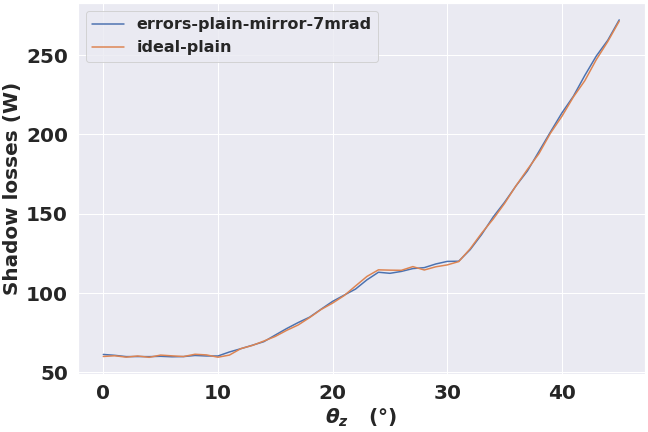 errors-plain-mirror-7mrad
ideal-plain
Shadow losses (W)
250
200
150
100
50
0 10 20 30 40
θz (°)